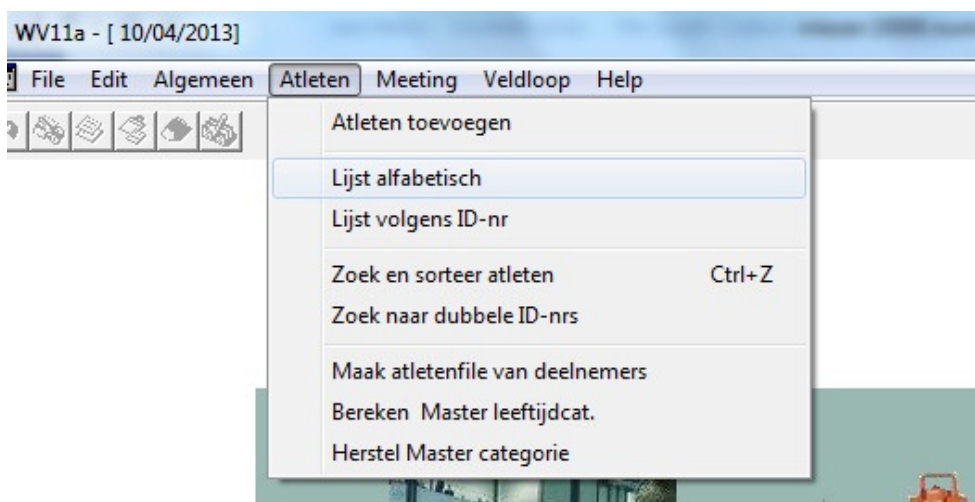 WV11a - [ 10/04/2013]
File Edit Algemeen Atleten Meeting Veldloop Help
Atleten toevoegen
Lijst alfabetisch
Lijst volgens ID-nr
Zoek en sorteer atleten Ctrl+Z
Zoek naar dubbele ID-nrs
Maak atletenfile van deelnemers
Bereken  Master leeftijdcat.
Herstel Master categorie